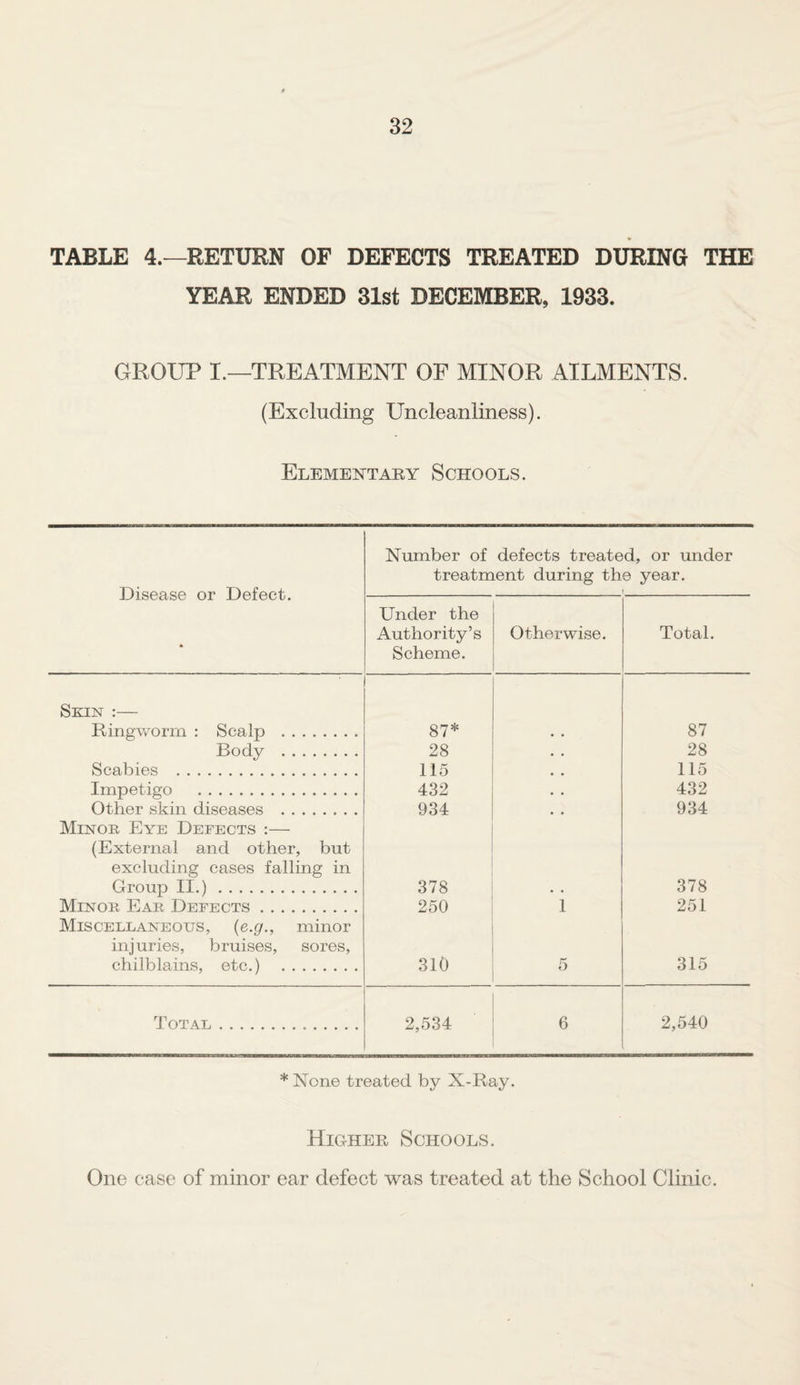 32
TABLE 4.—RETURN OF DEFECTS TREATED DURING THE
YEAR ENDED 31st DECEMBER, 1933.
GROUP I.—TREATMENT OF MINOR AILMENTS.
(Excluding Uncleanliness).
ELEMENTARY SCHOOLS.
Disease or Defect.
Number of defects treated, or under
treatment during the year.
Under the
Authority's
Scheme.
Otherwise.
Total.
SKIN :—
Ringworm : Scalp ........ 87* .. 87
Body ........ 28 .. 28
Scabies ................... 115 .. 115
Impetigo ................ 432 .. 432
Other skin diseases ........ 934 .. 934
MINOR EYE DEFECTS :—
(External and other, but
excluding cases falling in
Group II.) .............. 378 .. 378
MINOR EAR DEFECTS .......... 250 1 251
MISCELLANEOUS, (e.g., minor
injuries, bruises, sores,
chilblains, etc.) ........ 310 5 315
TOTAL .............. 2,534 6 2,540
* None treated by X-Ray.
HIGHER SCHOOLS.
One case of minor ear defect was treated at the School Clinic.